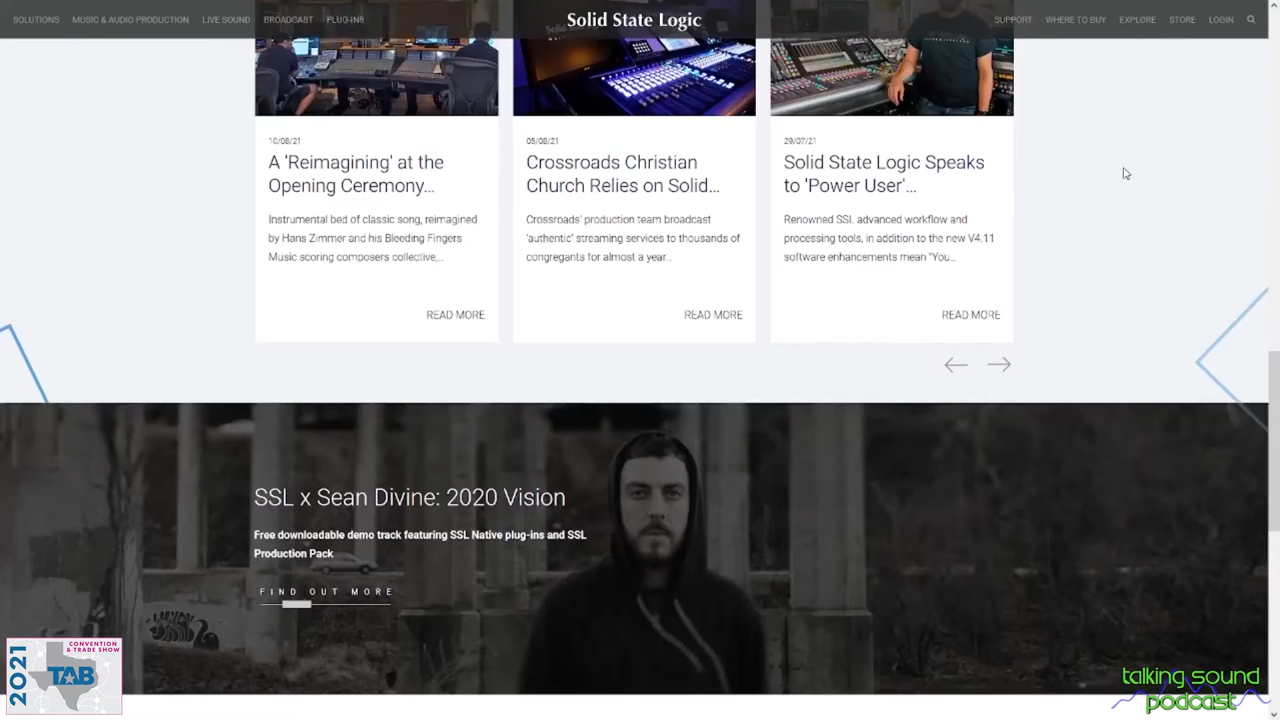 SOLUTIONS MUSIC & AUDIO PRODUCTION LIVE SOUND BROADCAST PLUG-INS Solid State Logic SUPPORT WHERE TO BUY EXPLORE STORE LOGIN
10/08/21
A 'Reimagining' at the
Opening Ceremony...
Instrumental bed of classic song, reimagined
by Hans Zimmer and his Bleeding Fingers
Music scoring composers collective,...
READ MORE
05/08/21
Crossroads Christian
Church Relies on Solid...
Crossroads' production team broadcast
'authentic' streaming services to thousands of
congregants for almost a year...
READ MORE
29/07/21
Solid State Logic Speaks
to 'Power User'...
Renowned SSL advanced workflow and
processing tools, in addition to the new V4.11
software enhancements mean "You...
READ MORE
SSL x Sean Divine: 2020 Vision
Free downloadable demo track featuring SSL Native plug-ins and SSL
Production Pack
FIND OUT MORE
2021
CONVENTION
& TRADE SHOW
TAB
talking sound
podcast